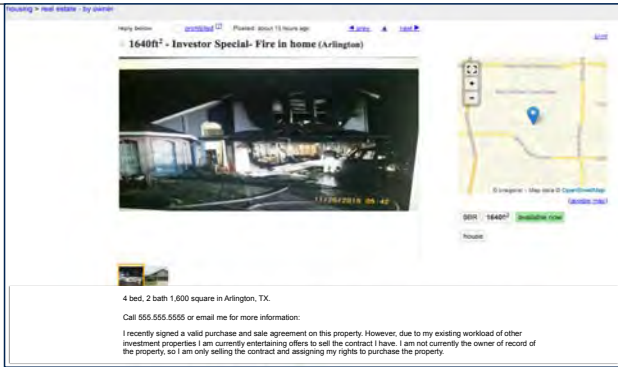 housing > real estate - by owner
reply below prohibited Posted: about 15 hours ago ◀ prev ▲ next ▶
print
1640ft² - Investor Special- Fire in home (Arlington)
+
−
11/26/2015 05:42
© craigslist - Map data © OpenStreetMap
(google map)
1640ft² available now
house
4 bed, 2 bath 1,600 square in Arlington, TX.
Call 555.555.5555 or email me for more information:
I recently signed a valid purchase and sale agreement on this property. However, due to my existing workload of other
investment properties I am currently entertaining offers to sell the contract I have. I am not currently the owner of record of
the property, so I am only selling the contract and assigning my rights to purchase the property.